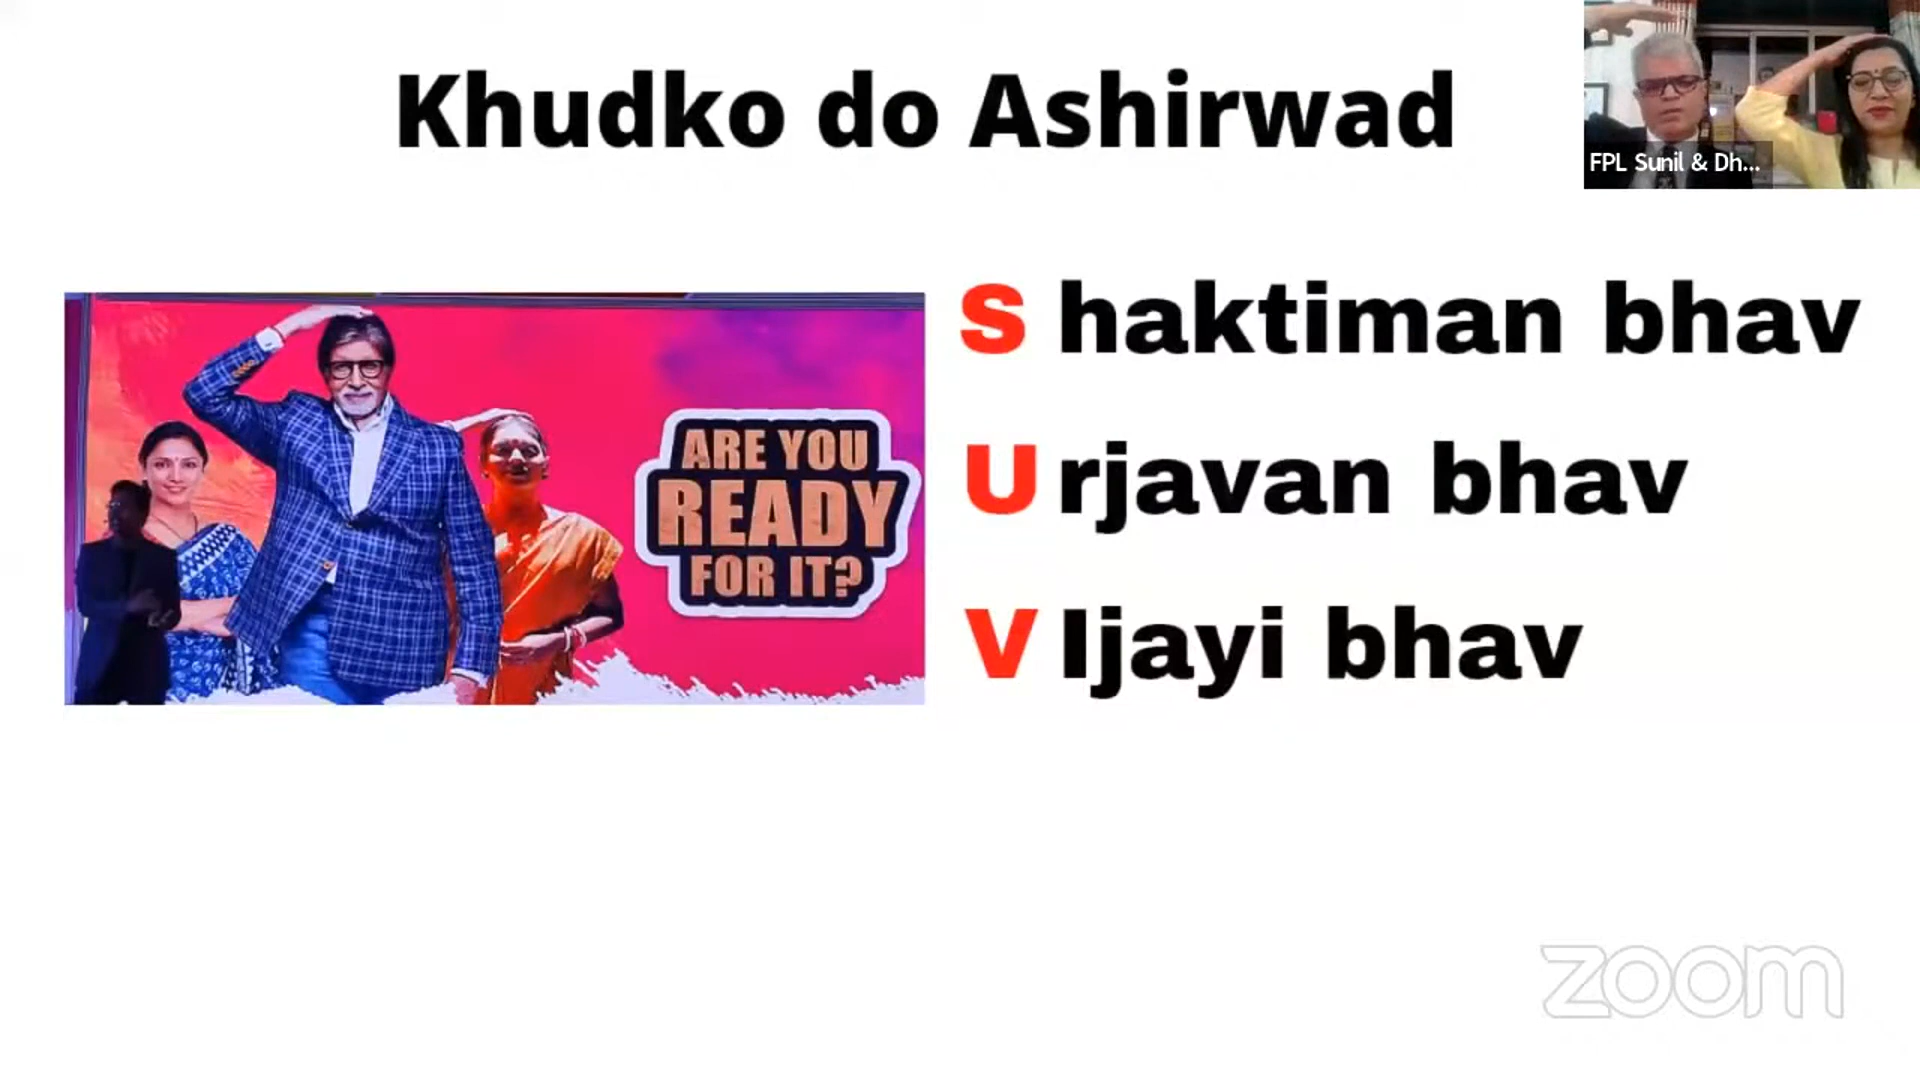 Khudko do Ashirwad
FPL Sunil & Dh...
S haktiman bhav
ARE YOU
READY
FOR IT?
U rjavan bhav
V Ijayi bhav
zoom